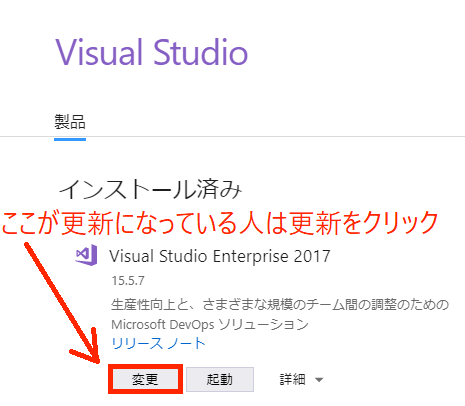 Visual Studio
製品
インストール済み
ここが更新になっている人は更新をクリック
Visual Studio Enterprise 2017
15.5.7
生産性向上と、さまざまな規模のチーム間の調整のための
Microsoft DevOps ソリューション
リリース ノート
変更 起動 詳細